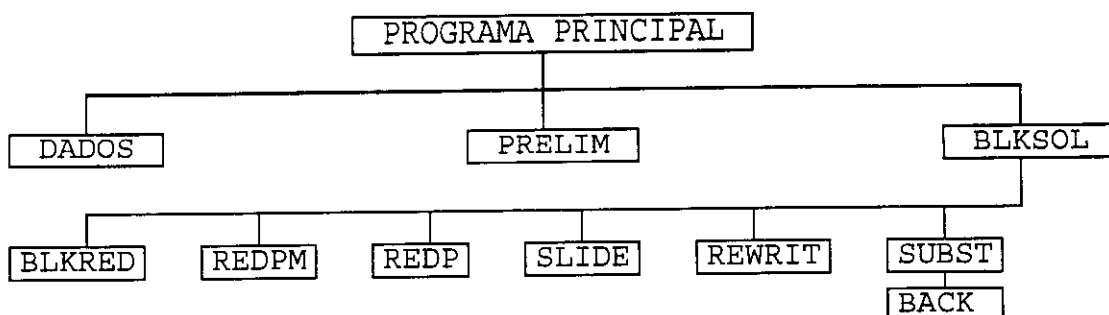 PROGRAMA PRINCIPAL
DADOS PRELIM BLKSOL
BLKRED REDPM REDP SLIDE REWRIT SUBST
BACK